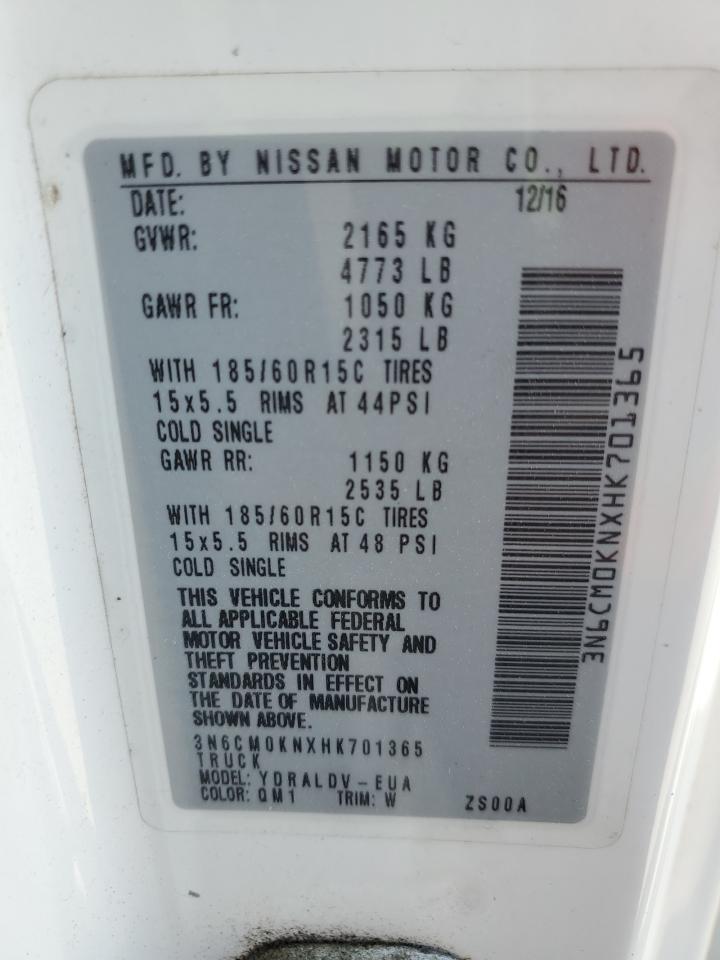 MFD. BY NISSAN MOTOR CO., LTD.
DATE: 12/16
GVWR: 2165 KG
4773 LB
GAWR FR: 1050 KG
2315 LB
WITH 185/60R15C TIRES
15x5.5 RIMS AT 44PSI
COLD SINGLE
GAWR RR: 1150 KG
2535 LB
WITH 185/60R15C TIRES
15x5.5 RIMS AT 48 PSI
COLD SINGLE
THIS VEHICLE CONFORMS TO
ALL APPLICABLE FEDERAL
MOTOR VEHICLE SAFETY AND
THEFT PREVENTION
STANDARDS IN EFFECT ON
THE DATE OF MANUFACTURE
SHOWN ABOVE.
3N6CM0KNXHK701365
TRUCK
MODEL: YDRALDV-EUA
COLOR: QM1 TRIM: W ZS00A
3N6CM0KNXHK701365